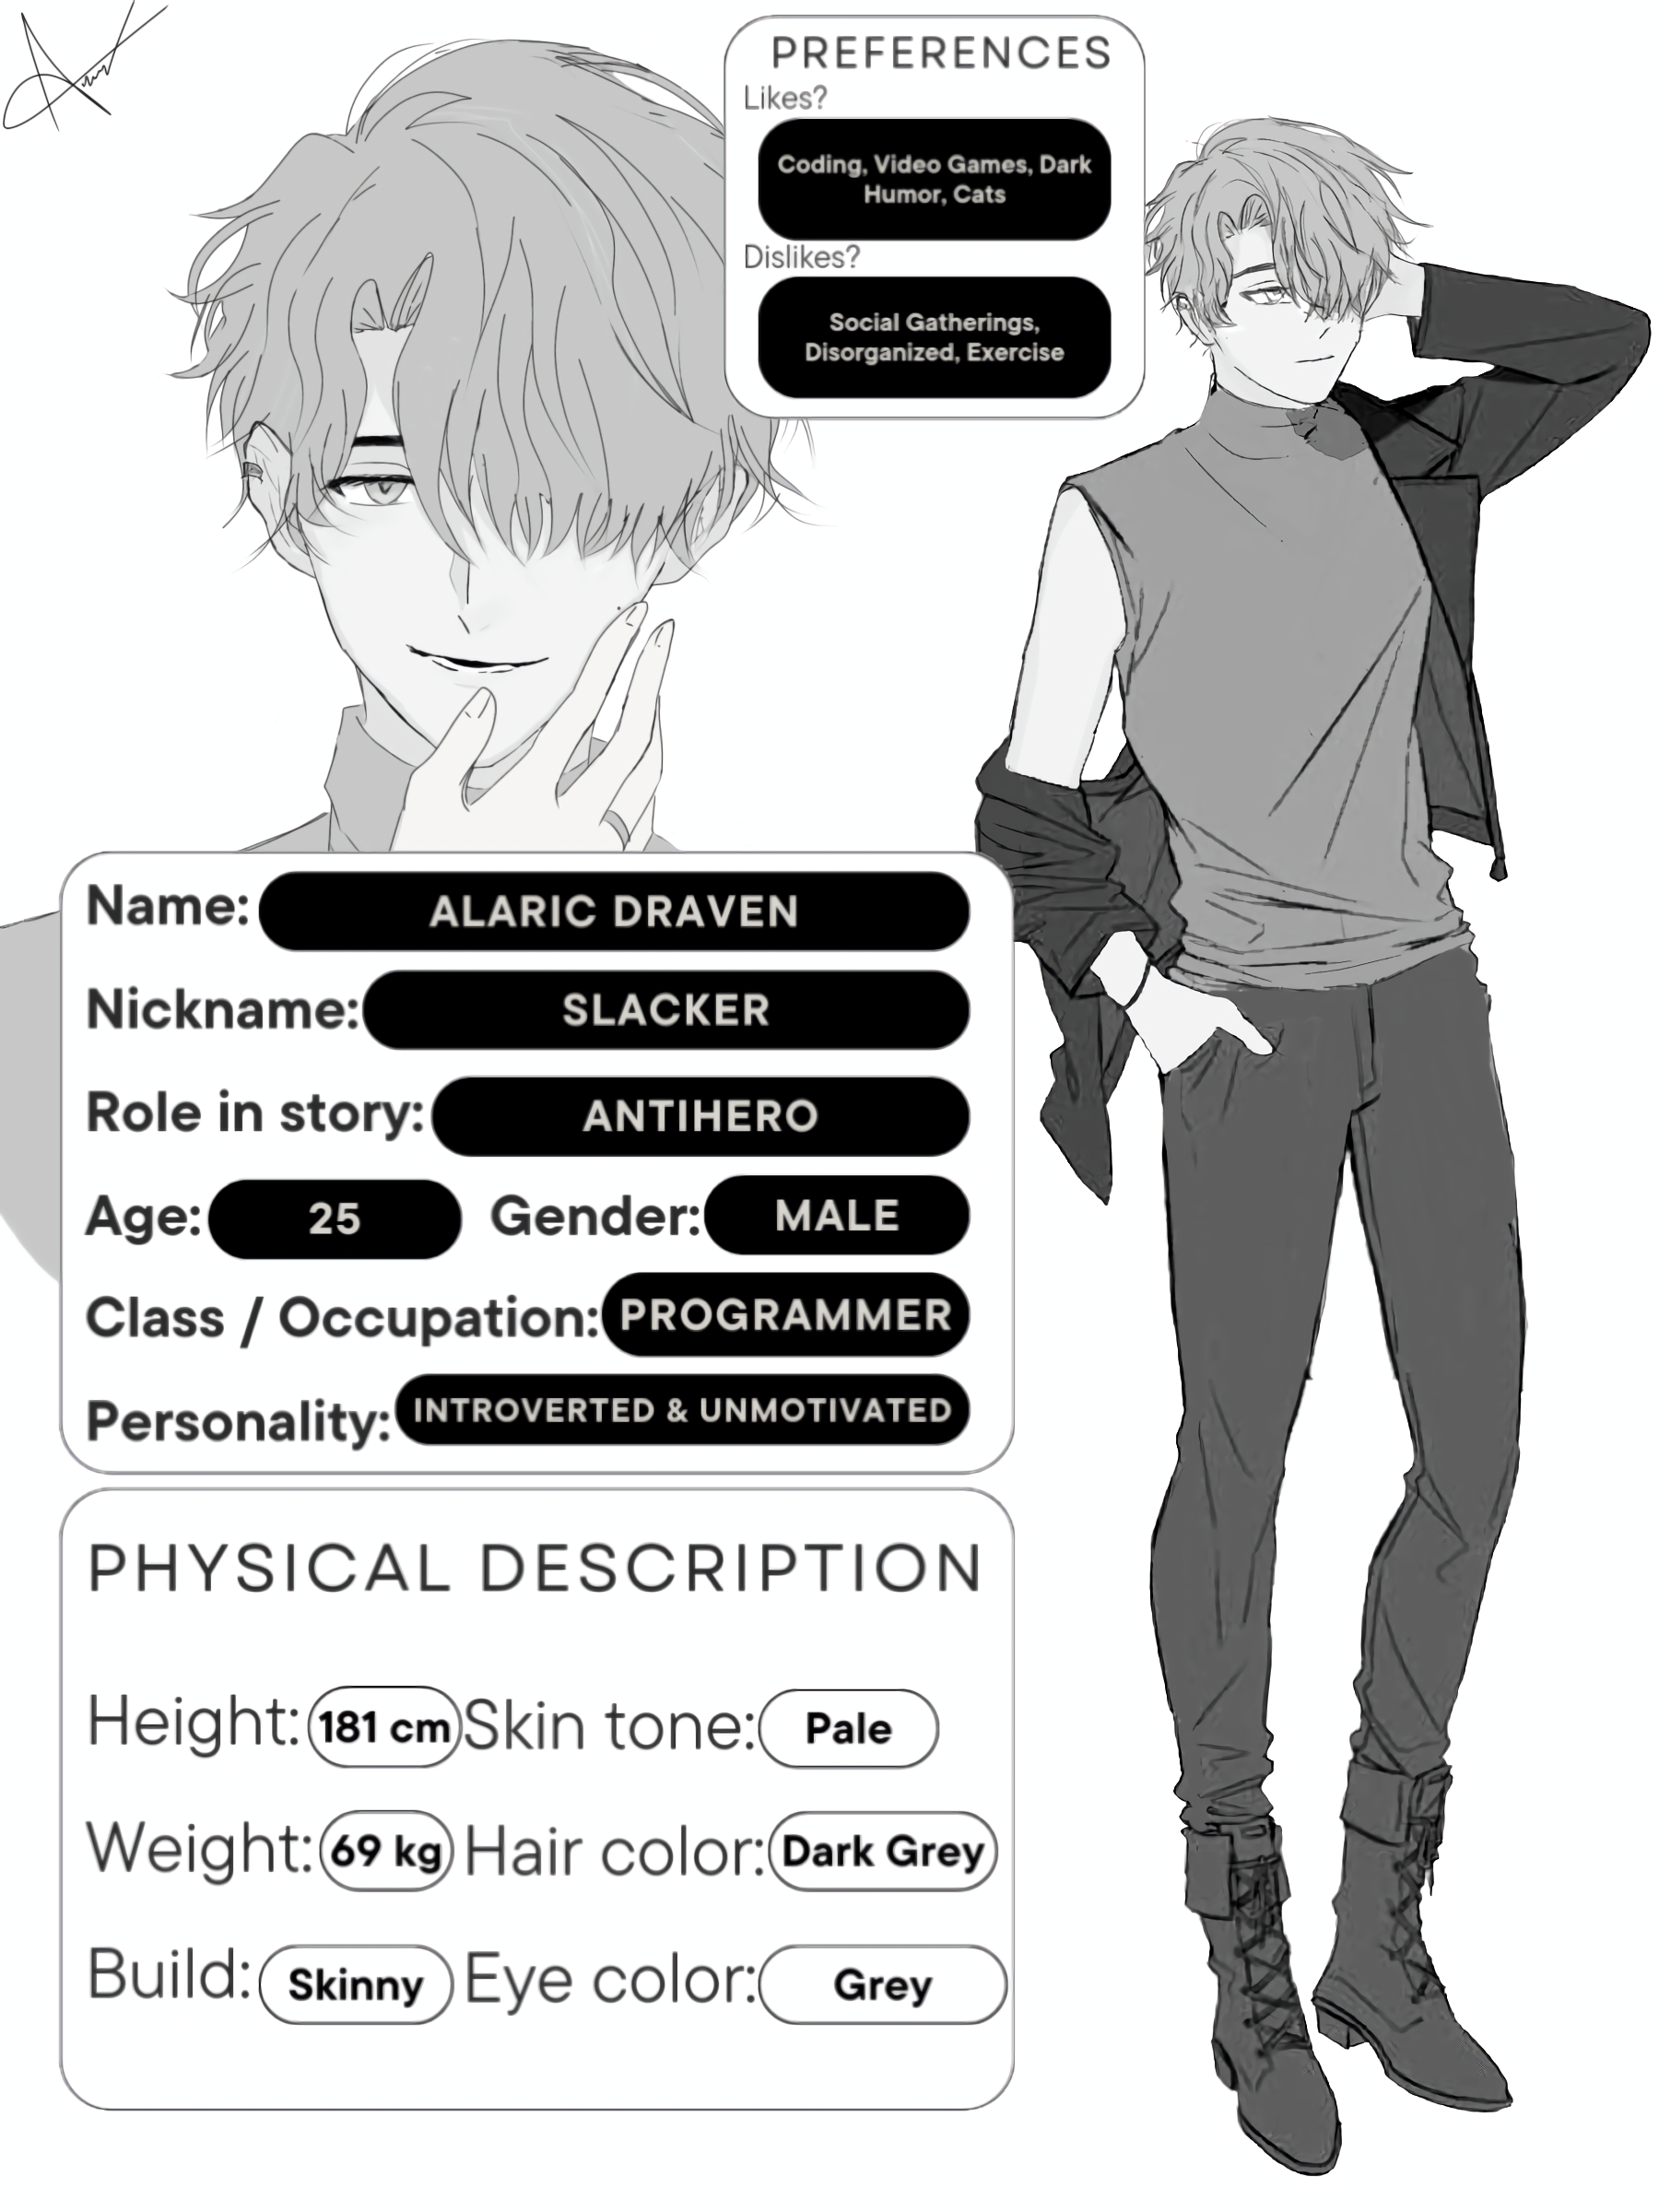 PREFERENCES
Likes?
Coding, Video Games, Dark
Humor, Cats
Dislikes?
Social Gatherings,
Disorganized, Exercise
Name: ALARIC DRAVEN
Nickname: SLACKER
Role in story: ANTIHERO
Age: 25 Gender: MALE
Class / Occupation: PROGRAMMER
Personality: INTROVERTED & UNMOTIVATED
PHYSICAL DESCRIPTION
Height: 181 cm Skin tone: Pale
Weight: 69 kg Hair color: Dark Grey
Build: Skinny Eye color: Grey